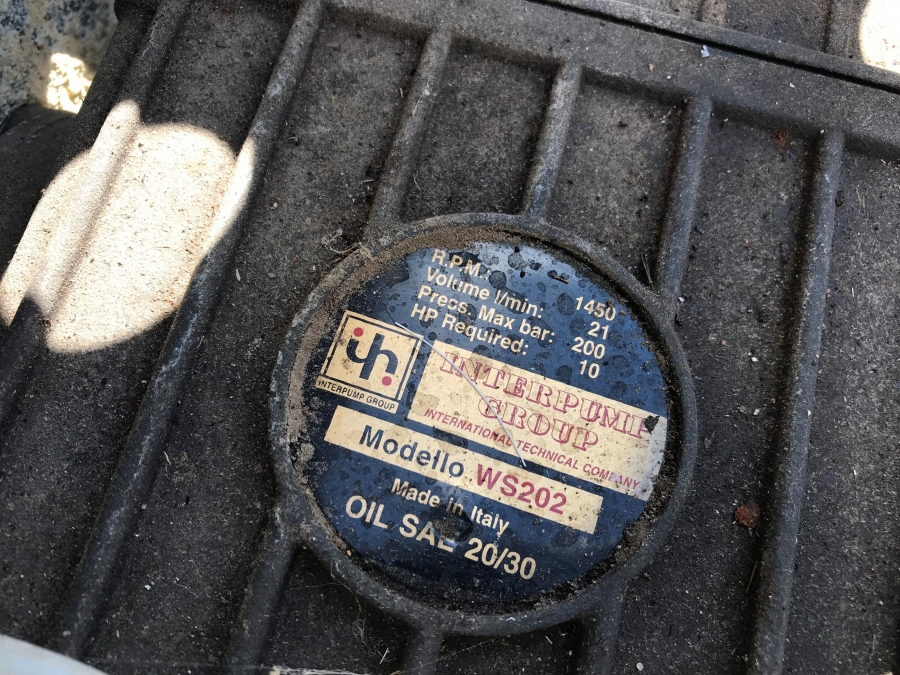 R.P.M. 1450
Volume l/min: 21
Press. Max bar: 200
HP Required: 10
ih
INTERPUMP GROUP
INTERPUMP
GROUP
INTERNATIONAL TECHNICAL COMPANY
Modello WS202
Made in Italy
OIL SAE 20/30